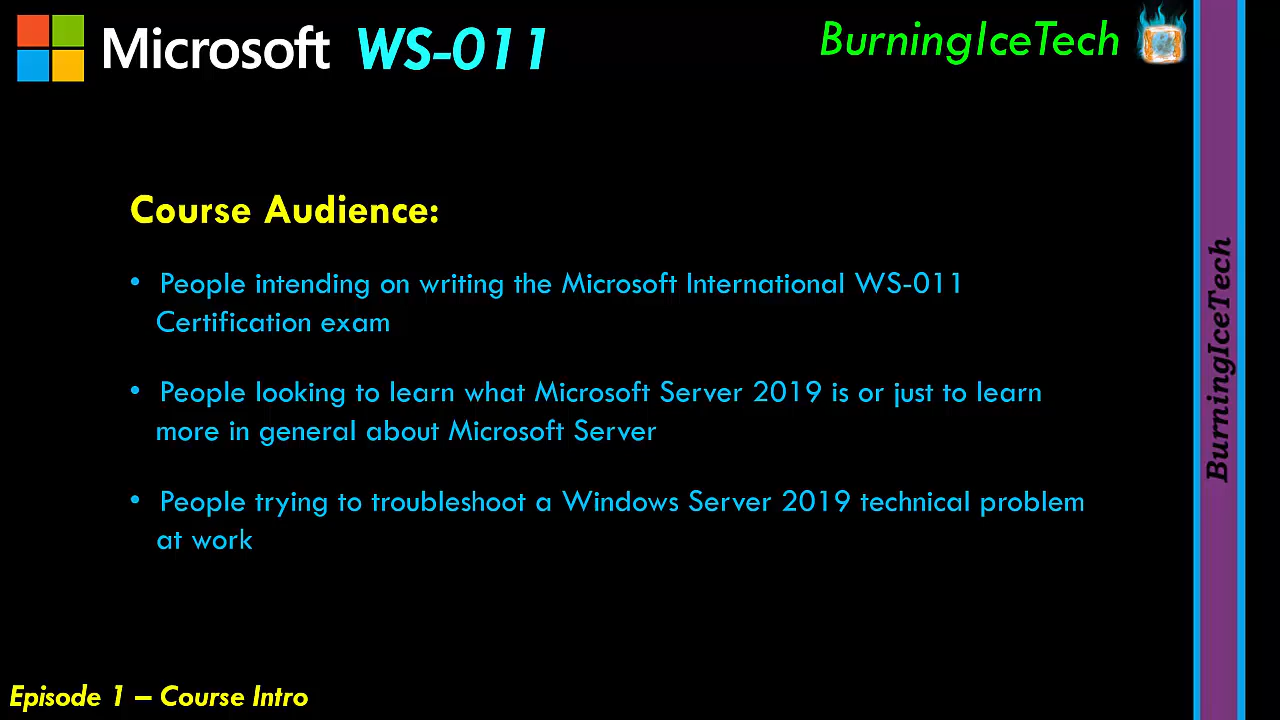 Microsoft WS-011
BurningIceTech
Course Audience:
• People intending on writing the Microsoft International WS-011
Certification exam
• People looking to learn what Microsoft Server 2019 is or just to learn
more in general about Microsoft Server
• People trying to troubleshoot a Windows Server 2019 technical problem
at work
BurningIceTech
Episode 1 – Course Intro